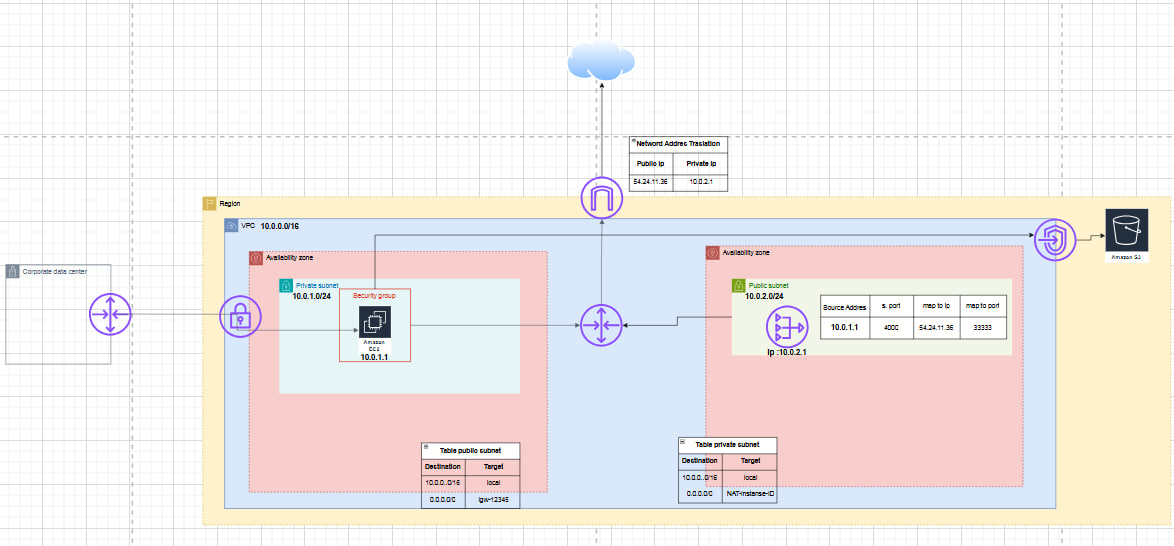 Netword Addres Traslation
Public Ip
Private Ip
54.24.11.36
10.0.2.1
Region
VPC
10.0.0.0/16
Corporate data center
Availability zone
Private subnet
10.0.1.0/24
Security group
Amazon
EC2
10.0.1.1
Availability zone
Public subnet
10.0.2.0/24
Ip :10.0.2.1
Source Addres
s. port
map to ip
map to port
10.0.1.1
4000
54.24.11.36
33333
Amazon S3
Table public subnet
Destination
Target
10.0.0..0/16
local
0.0.0.0/0
igw-12345
Table private subnet
Destination
Target
10.0.0..0/16
local
0.0.0.0/0
NAT-instanse-ID